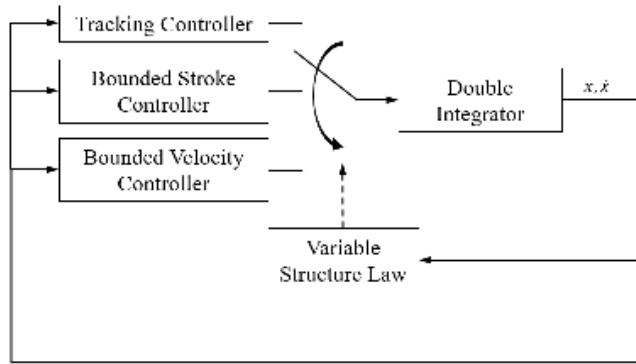 Tracking Controller
Bounded Stroke
Controller
Bounded Velocity
Controller
Double
Integrator
x, ẋ
Variable
Structure Law